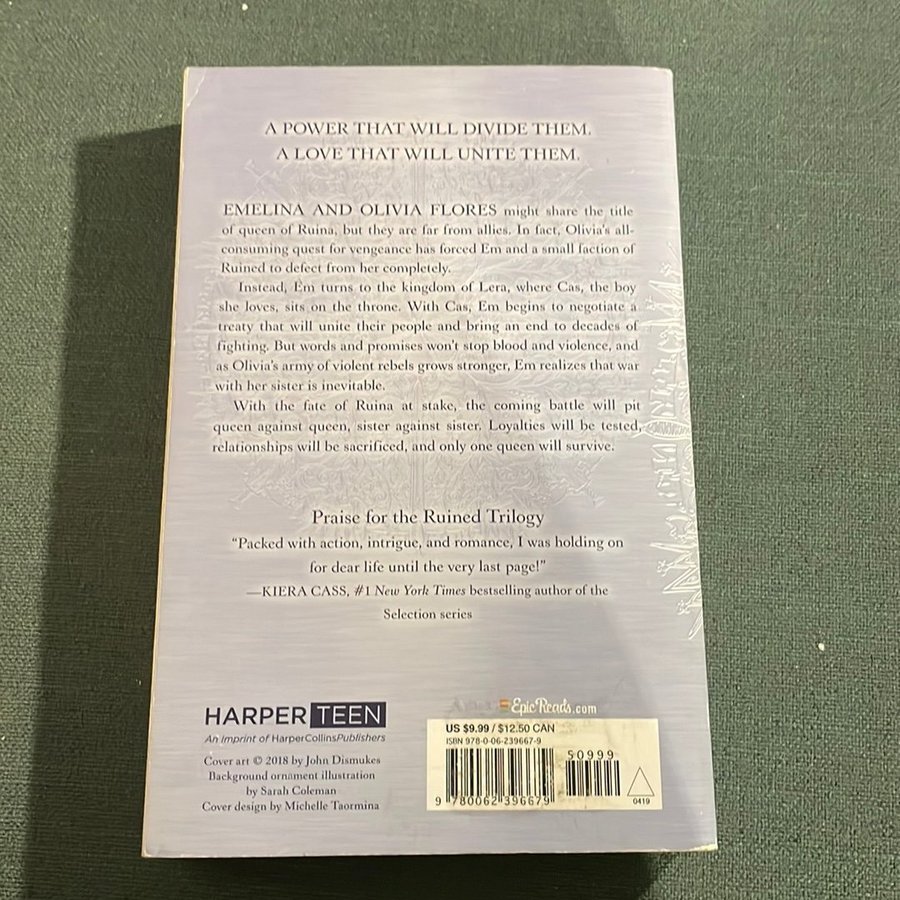 A POWER THAT WILL DIVIDE THEM.
A LOVE THAT WILL UNITE THEM.
EMELINA AND OLIVIA FLORES might share the title
of queen of Ruina, but they are far from allies. In fact, Olivia's all-
consuming quest for vengeance has forced Em and a small faction of
Ruined to defect from her completely.
Instead, Em turns to the kingdom of Lera, where Cas, the boy
she loves, sits on the throne. With Cas, Em begins to negotiate a
treaty that will unite their people and bring an end to decades of
fighting. But words and promises won't stop blood and violence, and
as Olivia's army of violent rebels grows stronger, Em realizes that war
with her sister is inevitable.
With the fate of Ruina at stake, the coming battle will pit
queen against queen, sister against sister. Loyalties will be tested,
relationships will be sacrificed, and only one queen will survive.
Praise for the Ruined Trilogy
"Packed with action, intrigue, and romance, I was holding on
for dear life until the very last page!"
—KIERA CASS, #1 New York Times bestselling author of the
Selection series
HARPER TEEN
An Imprint of HarperCollinsPublishers
Cover art © 2018 by John Dismukes
Background ornament illustration
by Sarah Coleman
Cover design by Michelle Taormina
EpicReads.com
US $9.99 / $12.50 CAN
ISBN 978-0-06-239667-9
50999
9 780062 396679
0419